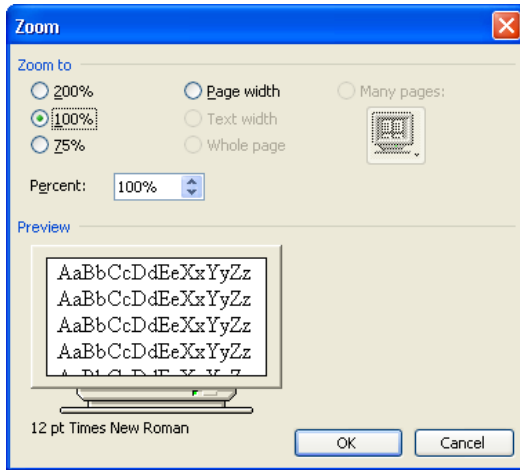 Zoom
Zoom to
200%
Page width
Many pages:
100%
Text width
75%
Whole page
Percent:
100%
Preview
AaBbCcDdEeXxYyZz
AaBbCcDdEeXxYyZz
AaBbCcDdEeXxYyZz
AaBbCcDdEeXxYyZz
12 pt Times New Roman
OK
Cancel